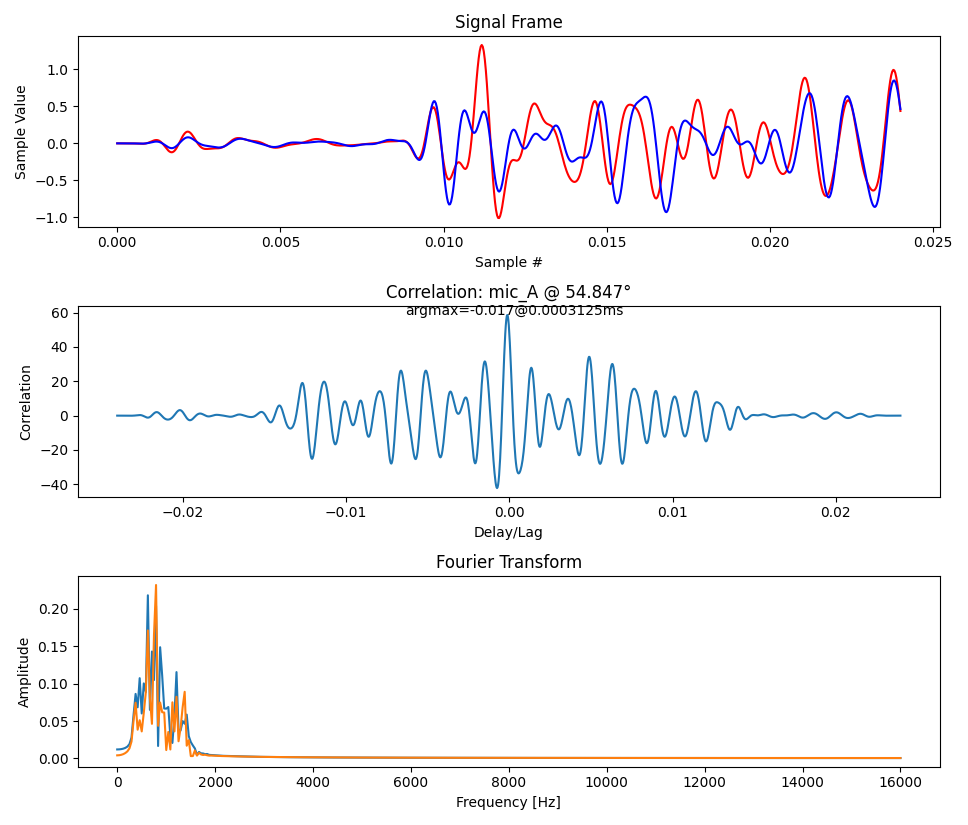 Signal Frame
Sample Value
1.0
0.5
0.0
−0.5
−1.0
0.000 0.005 0.010 0.015 0.020 0.025
Sample #
Correlation: mic_A @ 54.847°
argmax=-0.017@0.0003125ms
Correlation
60
40
20
0
−20
−40
−0.02 −0.01 0.00 0.01 0.02
Delay/Lag
Fourier Transform
Amplitude
0.20
0.15
0.10
0.05
0.00
0 2000 4000 6000 8000 10000 12000 14000 16000
Frequency [Hz]